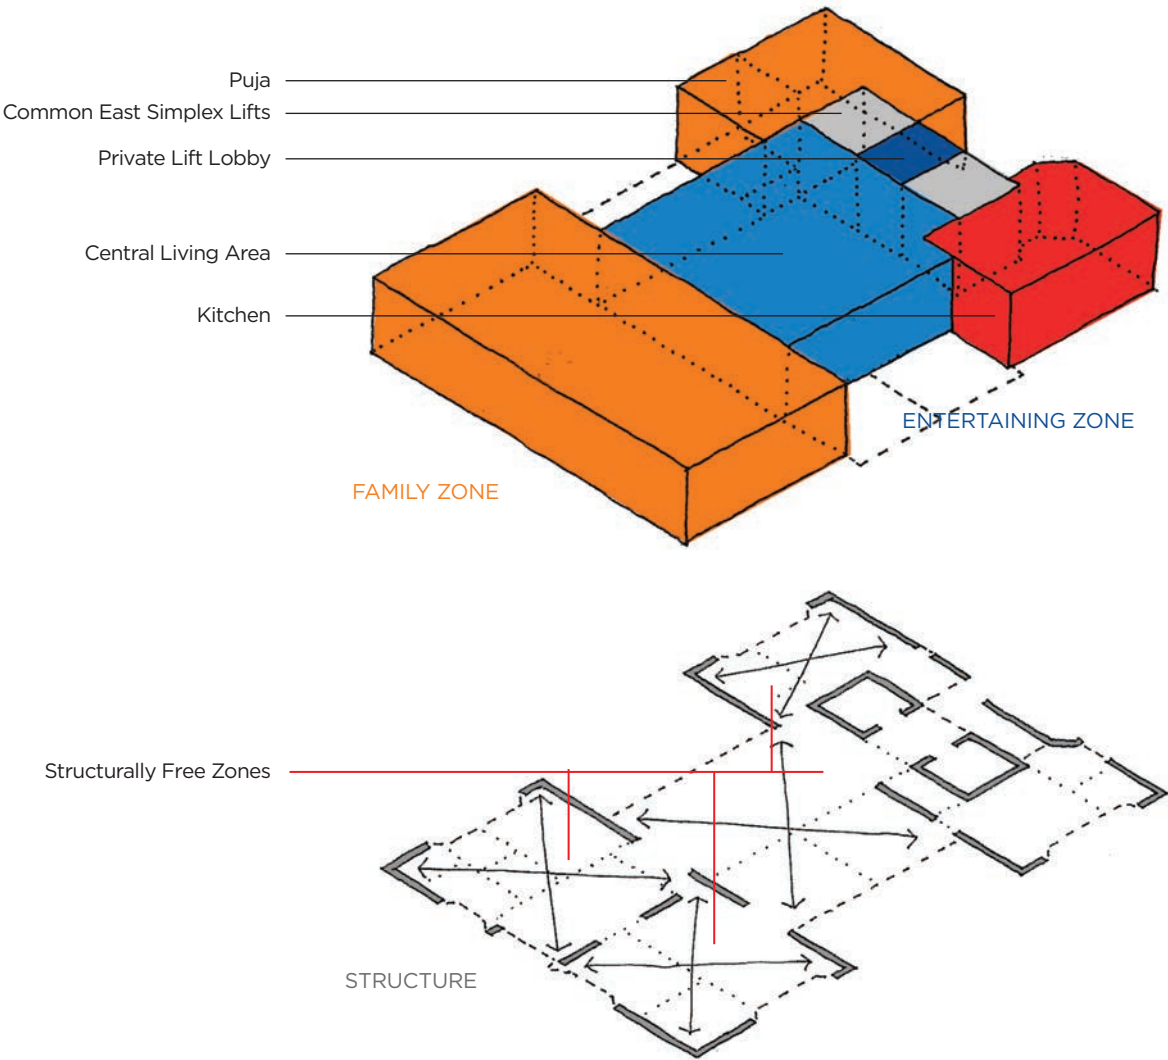 Puja
Common East Simplex Lifts
Private Lift Lobby
Central Living Area
Kitchen
ENTERTAINING ZONE
FAMILY ZONE
Structurally Free Zones
STRUCTURE